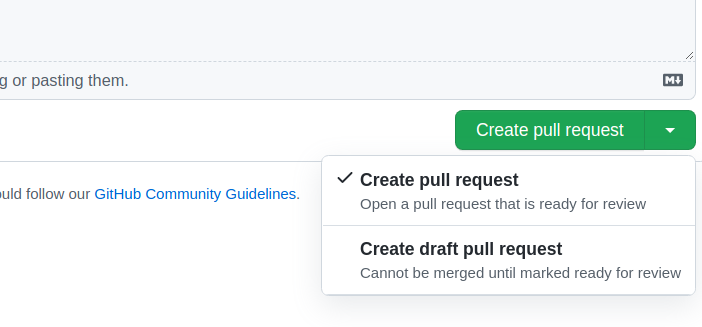 g or pasting them.
M
Create pull request
Create pull request
Open a pull request that is ready for review
ould follow our GitHub Community Guidelines.
Create draft pull request
Cannot be merged until marked ready for review